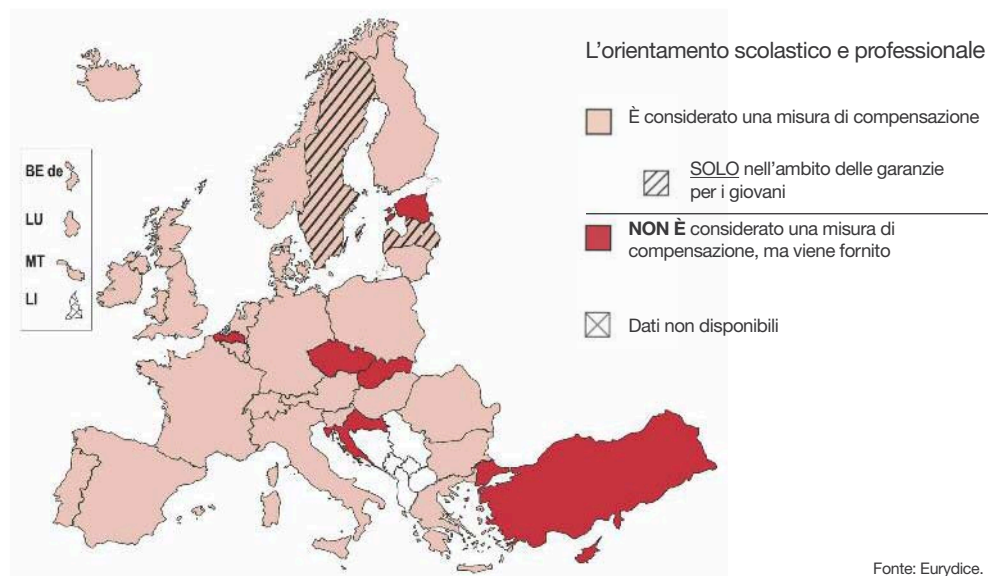 L'orientamento scolastico e professionale
È considerato una misura di compensazione
SOLO nell'ambito delle garanzie
per i giovani
NON È considerato una misura di
compensazione, ma viene fornito
Dati non disponibili
BE de
LU
MT
LI
Fonte: Eurydice.